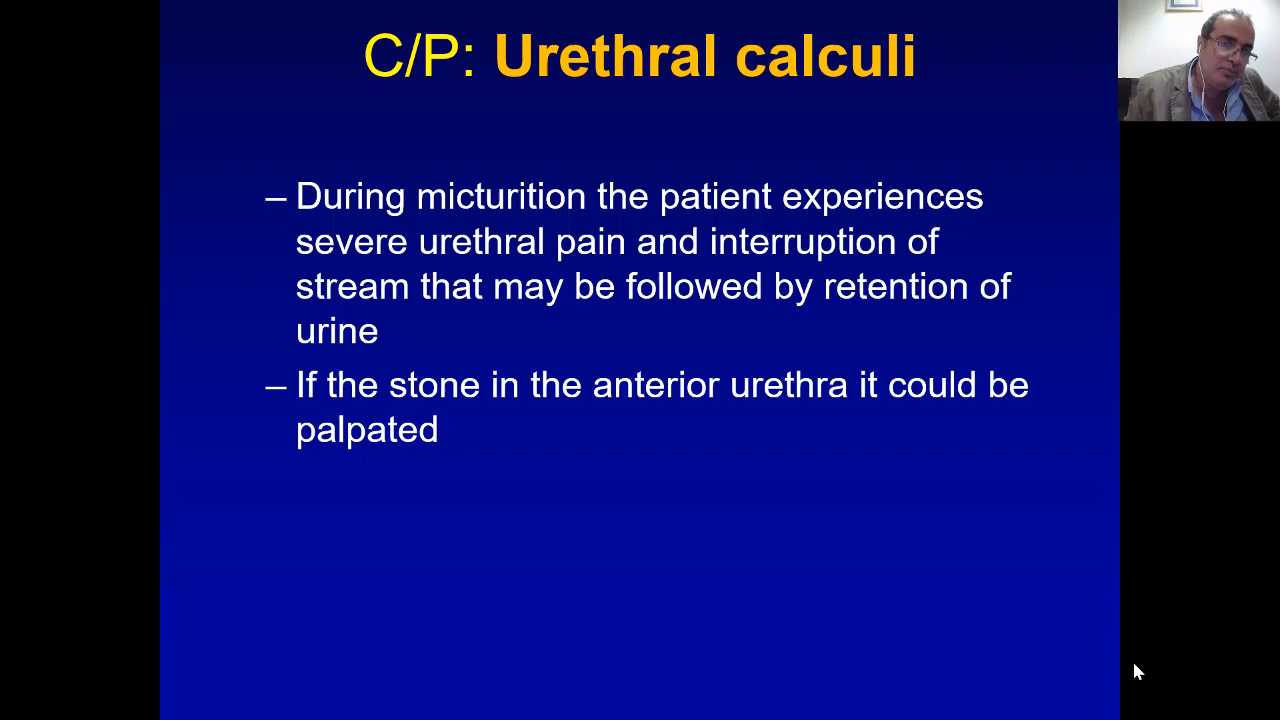 C/P: Urethral calculi
– During micturition the patient experiences
severe urethral pain and interruption of
stream that may be followed by retention of
urine
– If the stone in the anterior urethra it could be
palpated